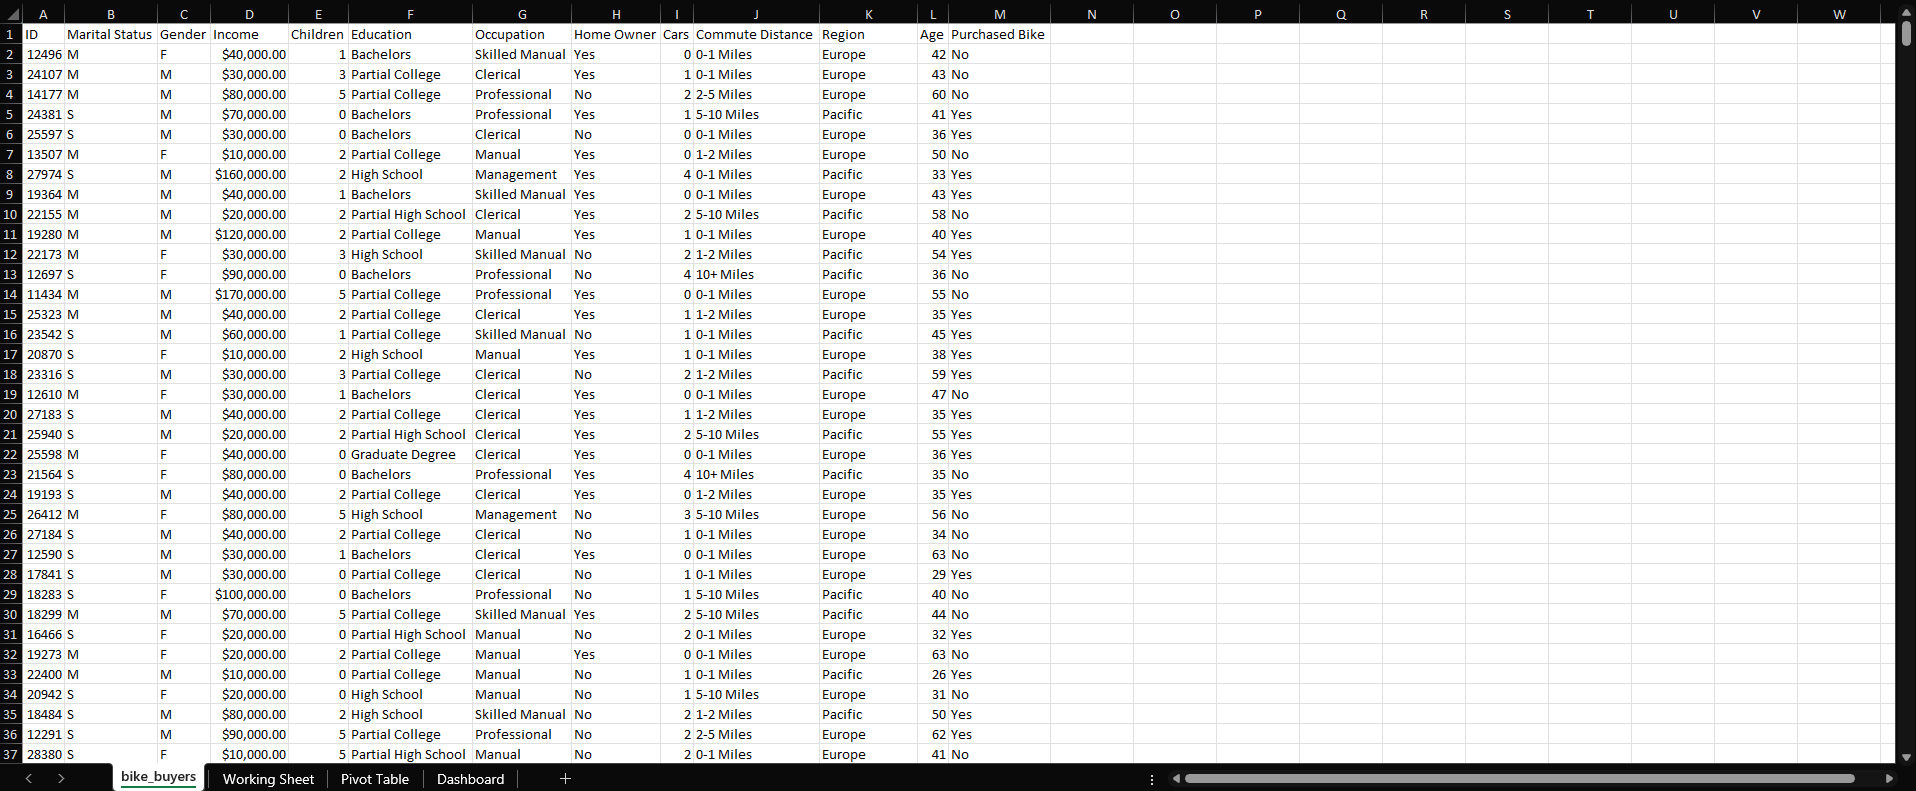 A B C D E F G H I J K L M N O P Q R S T U V W
1 ID Marital Status Gender Income Children Education Occupation Home Owner Cars Commute Distance Region Age Purchased Bike
2 12496 M F $40,000.00 1 Bachelors Skilled Manual Yes 0 0-1 Miles Europe 42 No
3 24107 M M $30,000.00 3 Partial College Clerical Yes 1 0-1 Miles Europe 43 No
4 14177 M M $80,000.00 5 Partial College Professional No 2 2-5 Miles Europe 60 No
5 24381 S M $70,000.00 0 Bachelors Professional Yes 1 5-10 Miles Pacific 41 Yes
6 25597 S M $30,000.00 0 Bachelors Clerical No 0 0-1 Miles Europe 36 Yes
7 13507 M F $10,000.00 2 Partial College Manual Yes 0 1-2 Miles Europe 50 No
8 27974 S M $160,000.00 2 High School Management Yes 4 0-1 Miles Pacific 33 Yes
9 19364 M M $40,000.00 1 Bachelors Skilled Manual Yes 0 0-1 Miles Europe 43 Yes
10 22155 M M $20,000.00 2 Partial High School Clerical Yes 2 5-10 Miles Pacific 58 No
11 19280 M M $120,000.00 2 Partial College Manual Yes 1 0-1 Miles Europe 40 Yes
12 22173 M F $30,000.00 3 High School Skilled Manual No 2 1-2 Miles Pacific 54 Yes
13 12697 S F $90,000.00 0 Bachelors Professional No 4 10+ Miles Pacific 36 No
14 11434 M M $170,000.00 5 Partial College Professional Yes 0 0-1 Miles Europe 55 No
15 25323 M M $40,000.00 2 Partial College Clerical Yes 1 1-2 Miles Europe 35 Yes
16 23542 S M $60,000.00 1 Partial College Skilled Manual No 1 0-1 Miles Pacific 45 Yes
17 20870 S F $10,000.00 2 High School Manual Yes 1 0-1 Miles Europe 38 Yes
18 23316 S M $30,000.00 3 Partial College Clerical No 2 1-2 Miles Pacific 59 Yes
19 12610 M F $30,000.00 1 Bachelors Clerical Yes 0 0-1 Miles Europe 47 No
20 27183 S M $40,000.00 2 Partial College Clerical Yes 1 1-2 Miles Europe 35 Yes
21 25940 S M $20,000.00 2 Partial High School Clerical Yes 2 5-10 Miles Pacific 55 Yes
22 25598 M F $40,000.00 0 Graduate Degree Clerical Yes 0 0-1 Miles Europe 36 Yes
23 21564 S F $80,000.00 0 Bachelors Professional Yes 4 10+ Miles Pacific 35 No
24 19193 S M $40,000.00 2 Partial College Clerical Yes 0 1-2 Miles Europe 35 Yes
25 26412 M F $80,000.00 5 High School Management No 3 5-10 Miles Europe 56 No
26 27184 S M $40,000.00 2 Partial College Clerical No 1 0-1 Miles Europe 34 No
27 12590 S M $30,000.00 1 Bachelors Clerical Yes 0 0-1 Miles Europe 63 No
28 17841 S M $30,000.00 0 Partial College Clerical No 1 0-1 Miles Europe 29 Yes
29 18283 S F $100,000.00 0 Bachelors Professional No 1 5-10 Miles Pacific 40 No
30 18299 M M $70,000.00 5 Partial College Skilled Manual Yes 2 5-10 Miles Pacific 44 No
31 16466 S F $20,000.00 0 Partial High School Manual No 2 0-1 Miles Europe 32 Yes
32 19273 M F $20,000.00 2 Partial College Manual Yes 0 0-1 Miles Europe 63 No
33 22400 M M $10,000.00 0 Partial College Manual No 1 0-1 Miles Pacific 26 Yes
34 20942 S F $20,000.00 0 High School Manual No 1 5-10 Miles Europe 31 No
35 18484 S M $80,000.00 2 High School Skilled Manual No 2 1-2 Miles Pacific 50 Yes
36 12291 S M $90,000.00 5 Partial College Professional No 2 2-5 Miles Europe 62 Yes
37 28380 S F $10,000.00 5 Partial High School Manual No 2 0-1 Miles Europe 41 No
bike_buyers Working Sheet Pivot Table Dashboard +